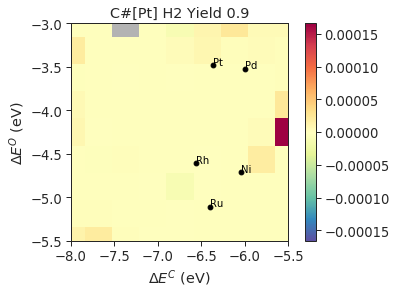 C#[Pt] H2 Yield 0.9
−3.0
−3.5
−4.0
−4.5
−5.0
−5.5
ΔE^O (eV)
Pt
Pd
Rh
Ni
Ru
−8.0 −7.5 −7.0 −6.5 −6.0 −5.5
ΔE^C (eV)
0.00015
0.00010
0.00005
0.00000
−0.00005
−0.00010
−0.00015